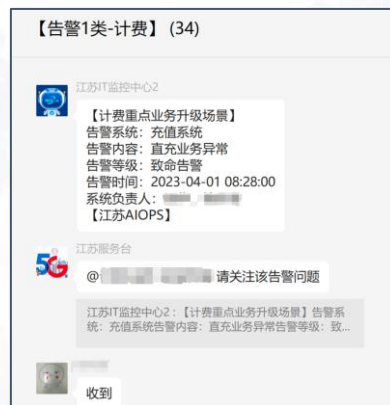 【告警1类-计费】 (34)
江苏IT监控中心2
【计费重点业务升级场景】
告警系统：充值系统
告警内容：直充业务异常
告警等级：致命告警
告警时间：2023-04-01 08:28:00
系统负责人：
【江苏AIOPS】
江苏服务台
5G
@ 请关注该告警问题
江苏IT监控中心2：【计费重点业务升级场景】告警系
统：充值系统告警内容：直充业务异常告警等级：致...
收到